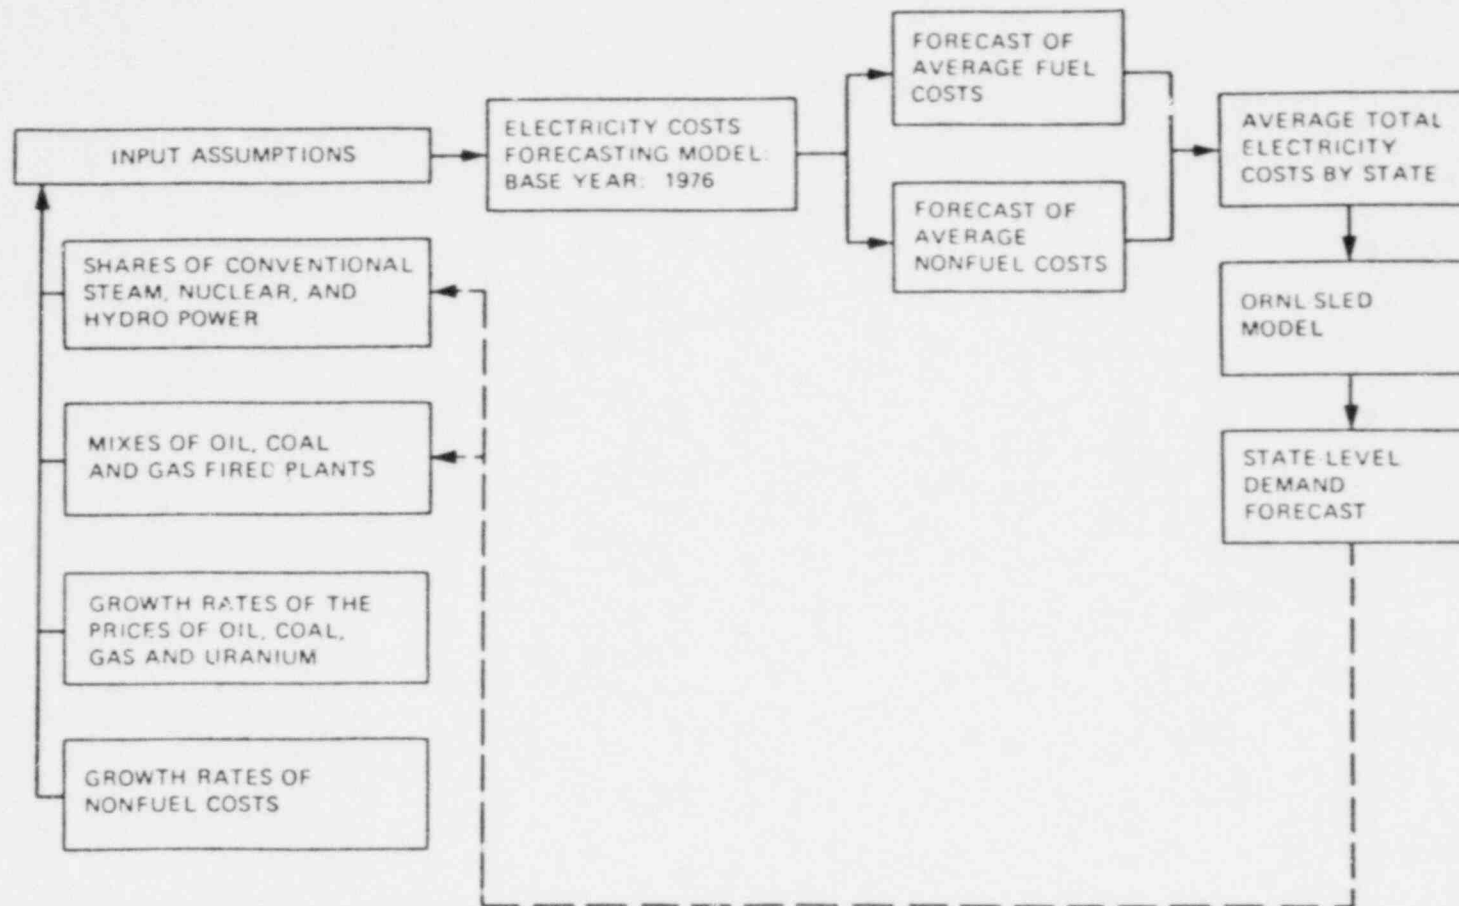 INPUT ASSUMPTIONS
SHARES OF CONVENTIONAL
STEAM, NUCLEAR, AND
HYDRO POWER
MIXES OF OIL, COAL
AND GAS FIRED PLANTS
GROWTH RATES OF THE
PRICES OF OIL, COAL,
GAS AND URANIUM
GROWTH RATES OF
NONFUEL COSTS
ELECTRICITY COSTS
FORECASTING MODEL:
BASE YEAR: 1976
FORECAST OF
AVERAGE FUEL
COSTS
FORECAST OF
AVERAGE
NONFUEL COSTS
AVERAGE TOTAL
ELECTRICITY
COSTS BY STATE
ORNL-SLED
MODEL
STATE-LEVEL
DEMAND
FORECAST